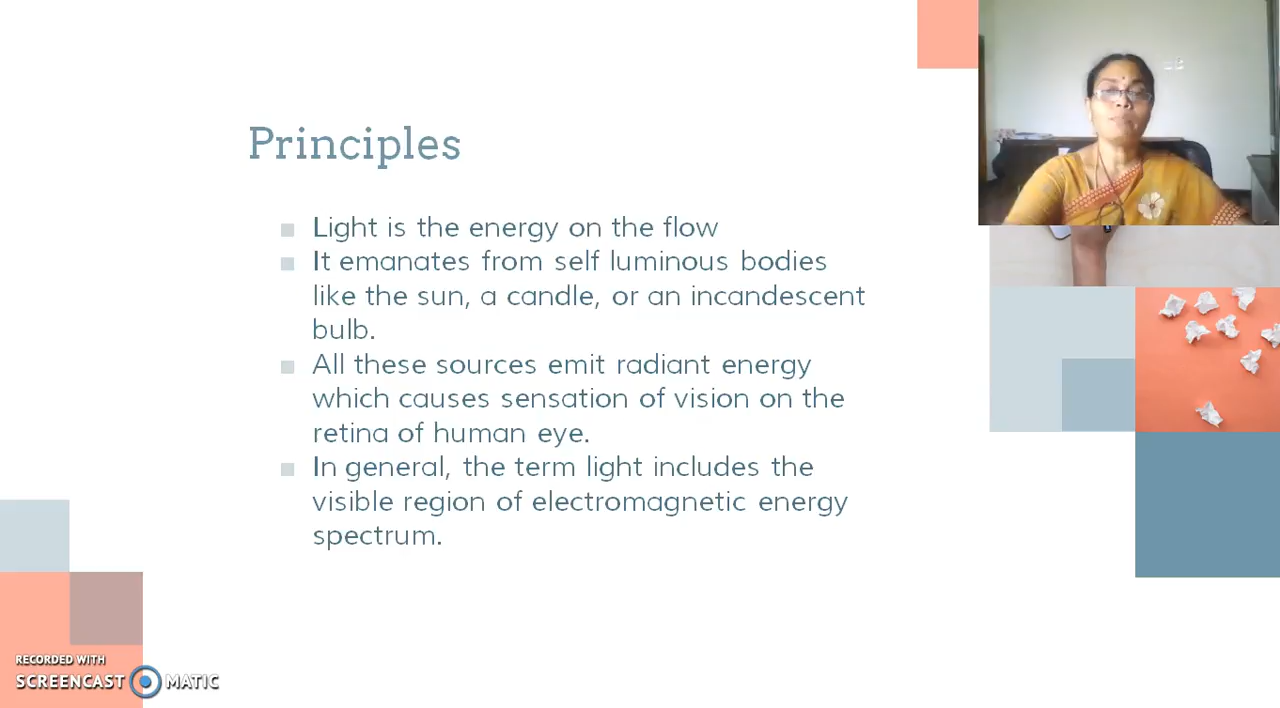 Principles
Light is the energy on the flow
It emanates from self luminous bodies
like the sun, a candle, or an incandescent
bulb.
All these sources emit radiant energy
which causes sensation of vision on the
retina of human eye.
In general, the term light includes the
visible region of electromagnetic energy
spectrum.
RECORDED WITH
SCREENCAST MATIC